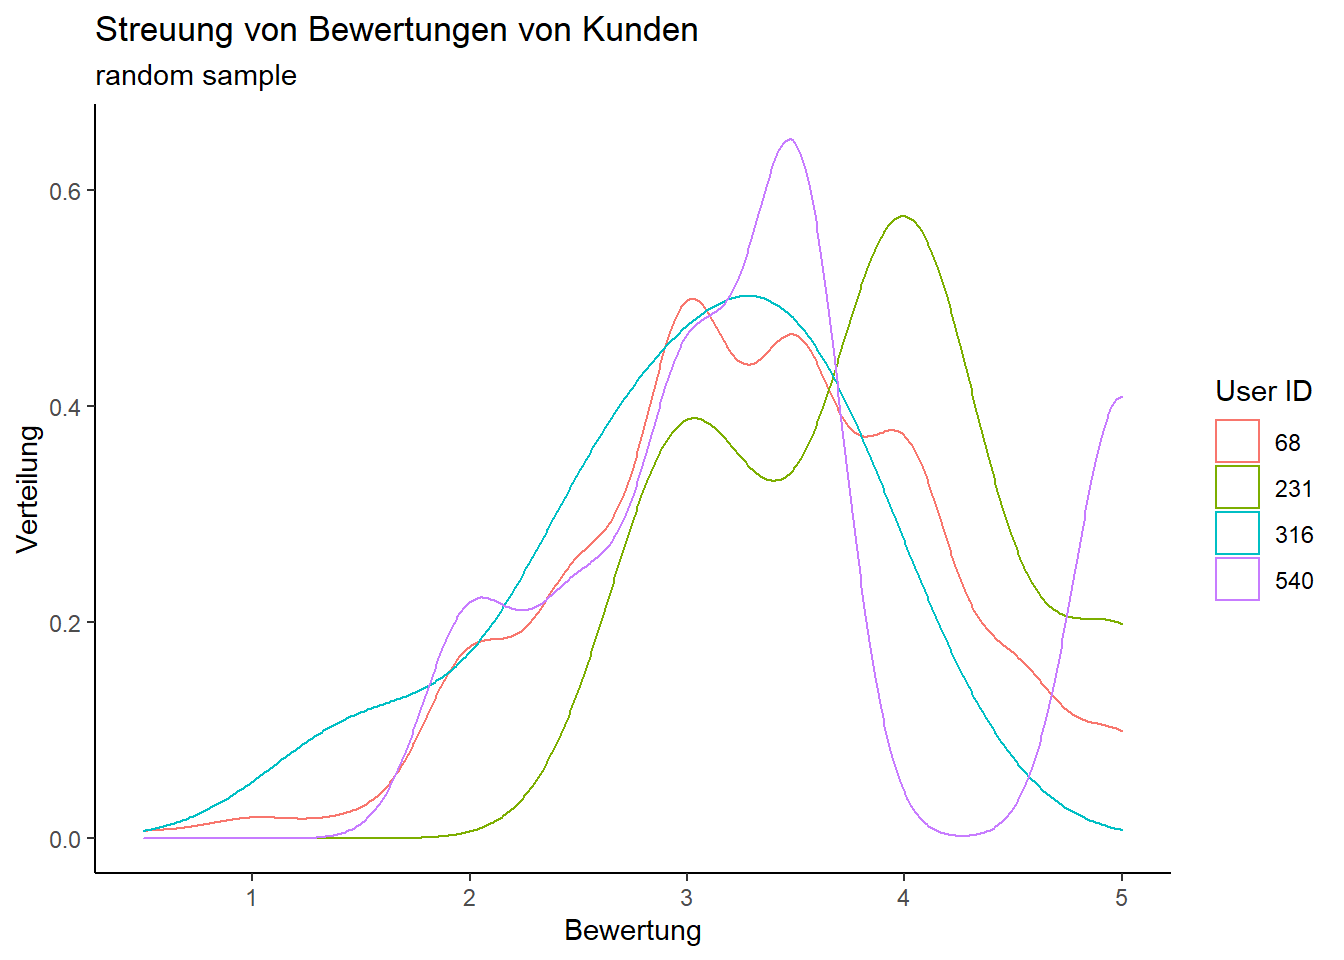 Streuung von Bewertungen von Kunden
random sample
Verteilung
0.6
0.4
0.2
0.0
1 2 3 4 5
Bewertung
User ID
68
231
316
540